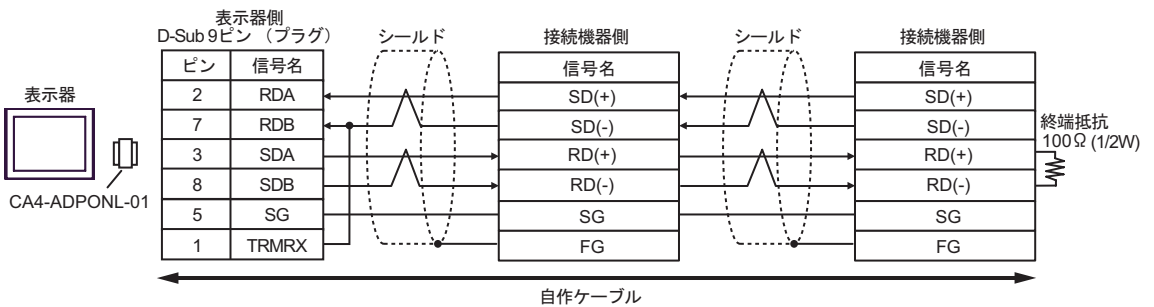 表示器側
D-Sub 9ピン （プラグ）
シールド
接続機器側
シールド
接続機器側
ピン 信号名
信号名
信号名
表示器
2 RDA
SD(+)
SD(+)
7 RDB
SD(-)
SD(-)
終端抵抗
100Ω (1/2W)
3 SDA
RD(+)
RD(+)
8 SDB
RD(-)
RD(-)
CA4-ADPONL-01
5 SG
SG
SG
1 TRMRX
FG
FG
自作ケーブル